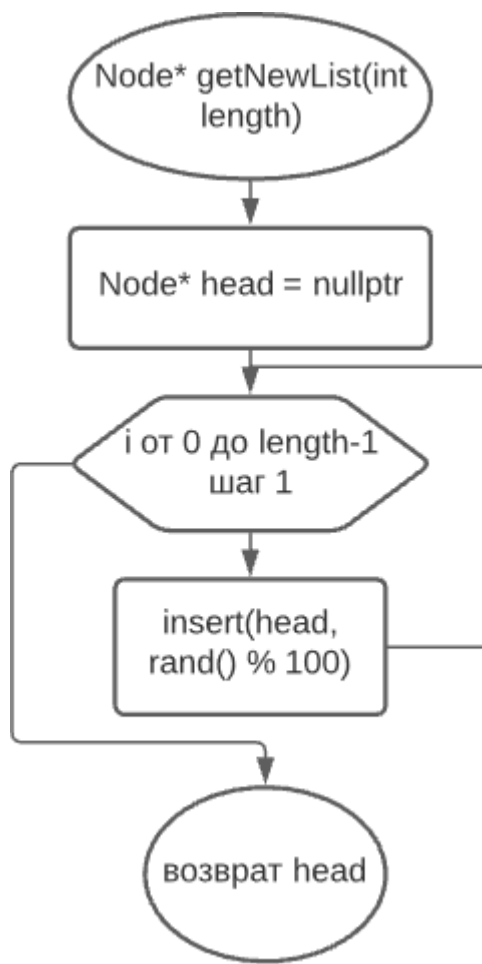 Node* getNewList(int
length)
Node* head = nullptr
i от 0 до length-1
шаг 1
insert(head,
rand() % 100)
возврат head